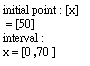 initial point : [x]
= [50]
interval :
x = [0 ,70 ]